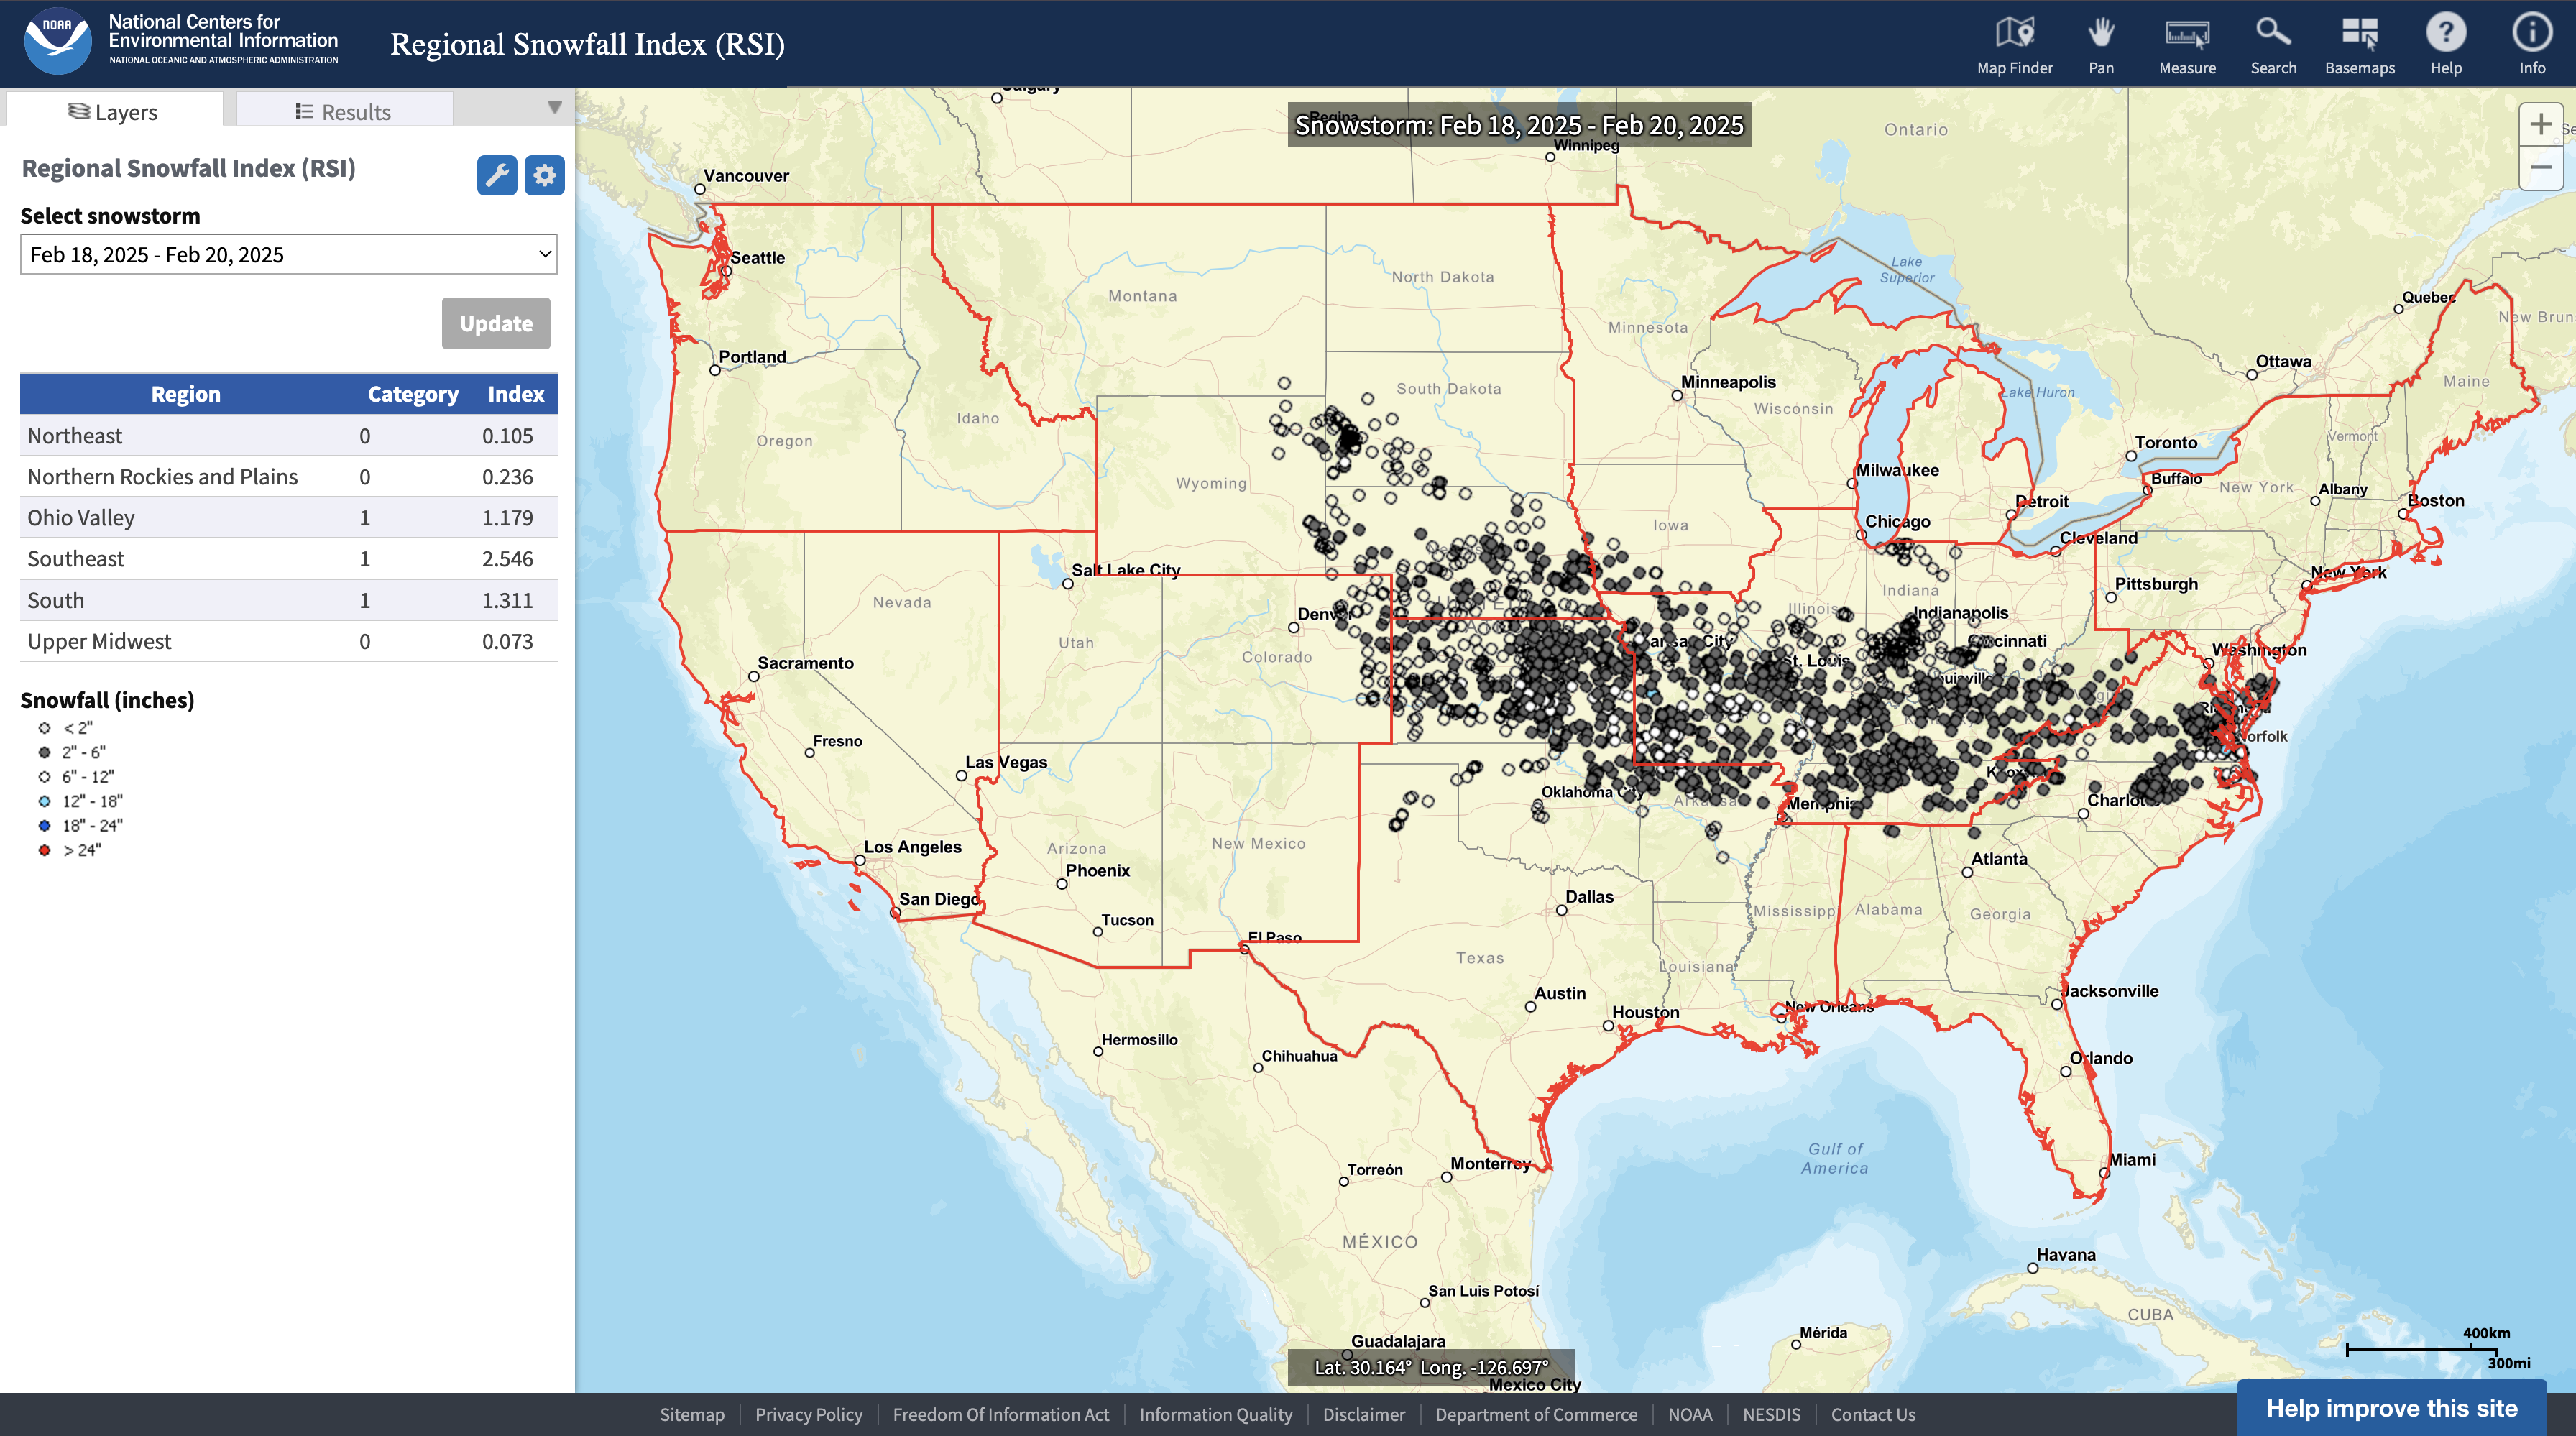 NOAA
National Centers for
Environmental Information
NATIONAL OCEANIC AND ATMOSPHERIC ADMINISTRATION
Regional Snowfall Index (RSI)
Map Finder
Pan
Measure
Search
Basemaps
Help
Info
Layers
Results
Regional Snowfall Index (RSI)
Select snowstorm
Feb 18, 2025 - Feb 20, 2025
Update
Region Category Index
Northeast 0 0.105
Northern Rockies and Plains 0 0.236
Ohio Valley 1 1.179
Southeast 1 2.546
South 1 1.311
Upper Midwest 0 0.073
Snowfall (inches)
< 2"
2" - 6"
6" - 12"
12" - 18"
18" - 24"
> 24"
Snowstorm: Feb 18, 2025 - Feb 20, 2025
+
−
Calgary
Regina
Winnipeg
Ontario
Vancouver
Seattle
Lake
Superior
North Dakota
Montana
Quebec
New Brun
Minnesota
Portland
Ottawa
Minneapolis
South Dakota
Maine
Lake Huron
Wisconsin
Idaho
Oregon
Toronto
Vermont
Milwaukee
Buffalo
Wyoming
New York
Albany
Boston
Detroit
Chicago
Iowa
Cleveland
Salt Lake City
New York
Pittsburgh
Indiana
Nevada
Illinois
Indianapolis
Denver
Kansas City
Cincinnati
Utah
Colorado
Washington
Sacramento
St. Louis
Louisville
Richmond
Norfolk
Fresno
Las Vegas
Knox
Oklahoma City
Arkansas
Memphis
Charlotte
Los Angeles
Arizona
New Mexico
Atlanta
Phoenix
San Diego
Dallas
Mississippi
Alabama
Georgia
Tucson
El Paso
Texas
Louisiana
Austin
Jacksonville
New Orleans
Houston
Hermosillo
Chihuahua
Orlando
Gulf of
America
Miami
Torreón
Monterrey
MÉXICO
Havana
San Luis Potosí
CUBA
Mérida
Guadalajara
Lat. 30.164° Long. -126.697°
Mexico City
400km
300mi
Sitemap
Privacy Policy
Freedom Of Information Act
Information Quality
Disclaimer
Department of Commerce
NOAA
NESDIS
Contact Us
Help improve this site